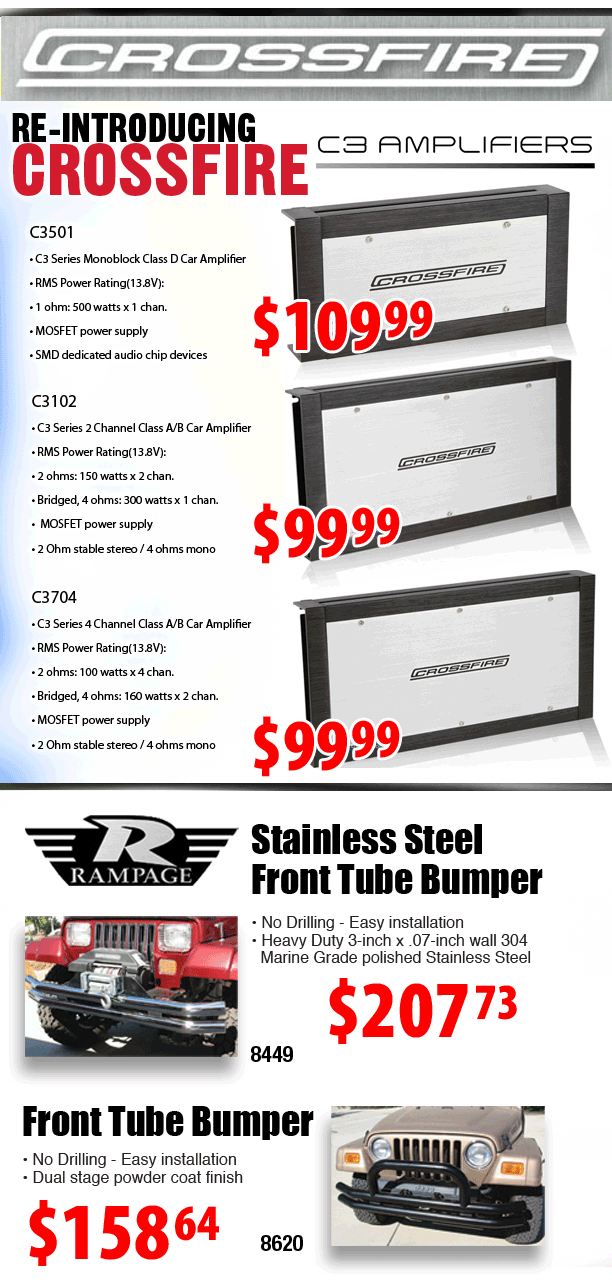 CROSSFIRE
RE-INTRODUCING
CROSSFIRE
C3 AMPLIFIERS
C3501
• C3 Series Monoblock Class D Car Amplifier
• RMS Power Rating(13.8V):
• 1 ohm: 500 watts x 1 chan.
• MOSFET power supply
• SMD dedicated audio chip devices
CROSSFIRE
$109.99
C3102
• C3 Series 2 Channel Class A/B Car Amplifier
• RMS Power Rating(13.8V):
• 2 ohms: 150 watts x 2 chan.
• Bridged, 4 ohms: 300 watts x 1 chan.
• MOSFET power supply
• 2 Ohm stable stereo / 4 ohms mono
CROSSFIRE
$99.99
C3704
• C3 Series 4 Channel Class A/B Car Amplifier
• RMS Power Rating(13.8V):
• 2 ohms: 100 watts x 4 chan.
• Bridged, 4 ohms: 160 watts x 2 chan.
• MOSFET power supply
• 2 Ohm stable stereo / 4 ohms mono
CROSSFIRE
$99.99
R
RAMPAGE
Stainless Steel
Front Tube Bumper
• No Drilling - Easy installation
• Heavy Duty 3-inch x .07-inch wall 304
Marine Grade polished Stainless Steel
$207 73
8449
Front Tube Bumper
• No Drilling - Easy installation
• Dual stage powder coat finish
$158 64
8620